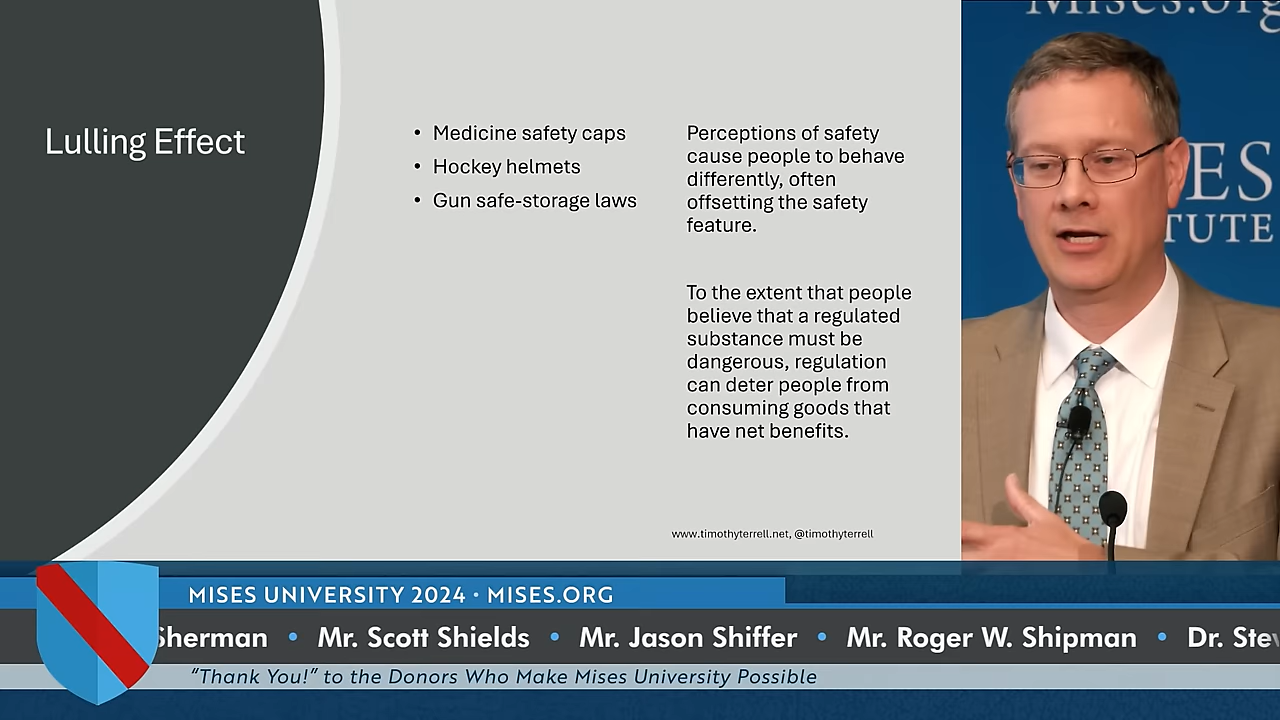 Lulling Effect
• Medicine safety caps
• Hockey helmets
• Gun safe-storage laws
Perceptions of safety
cause people to behave
differently, often
offsetting the safety
feature.
To the extent that people
believe that a regulated
substance must be
dangerous, regulation
can deter people from
consuming goods that
have net benefits.
www.timothyterrell.net, @timothyterrell
Mises.org
ES
TUTE
MISES UNIVERSITY 2024 • MISES.ORG
Sherman • Mr. Scott Shields • Mr. Jason Shiffer • Mr. Roger W. Shipman • Dr.
“Thank You!” to the Donors Who Make Mises University Possible